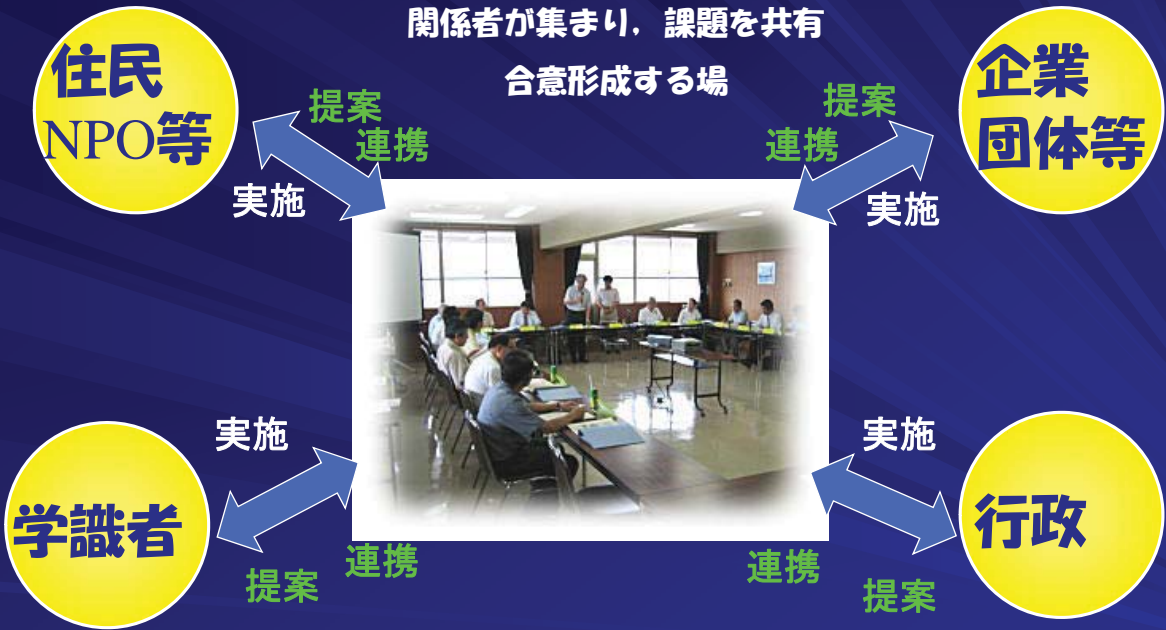 関係者が集まり，課題を共有
合意形成する場
住民
NPO等
提案
連携
実施
企業
団体等
提案
連携
実施
学識者
実施
連携
提案
行政
実施
連携
提案